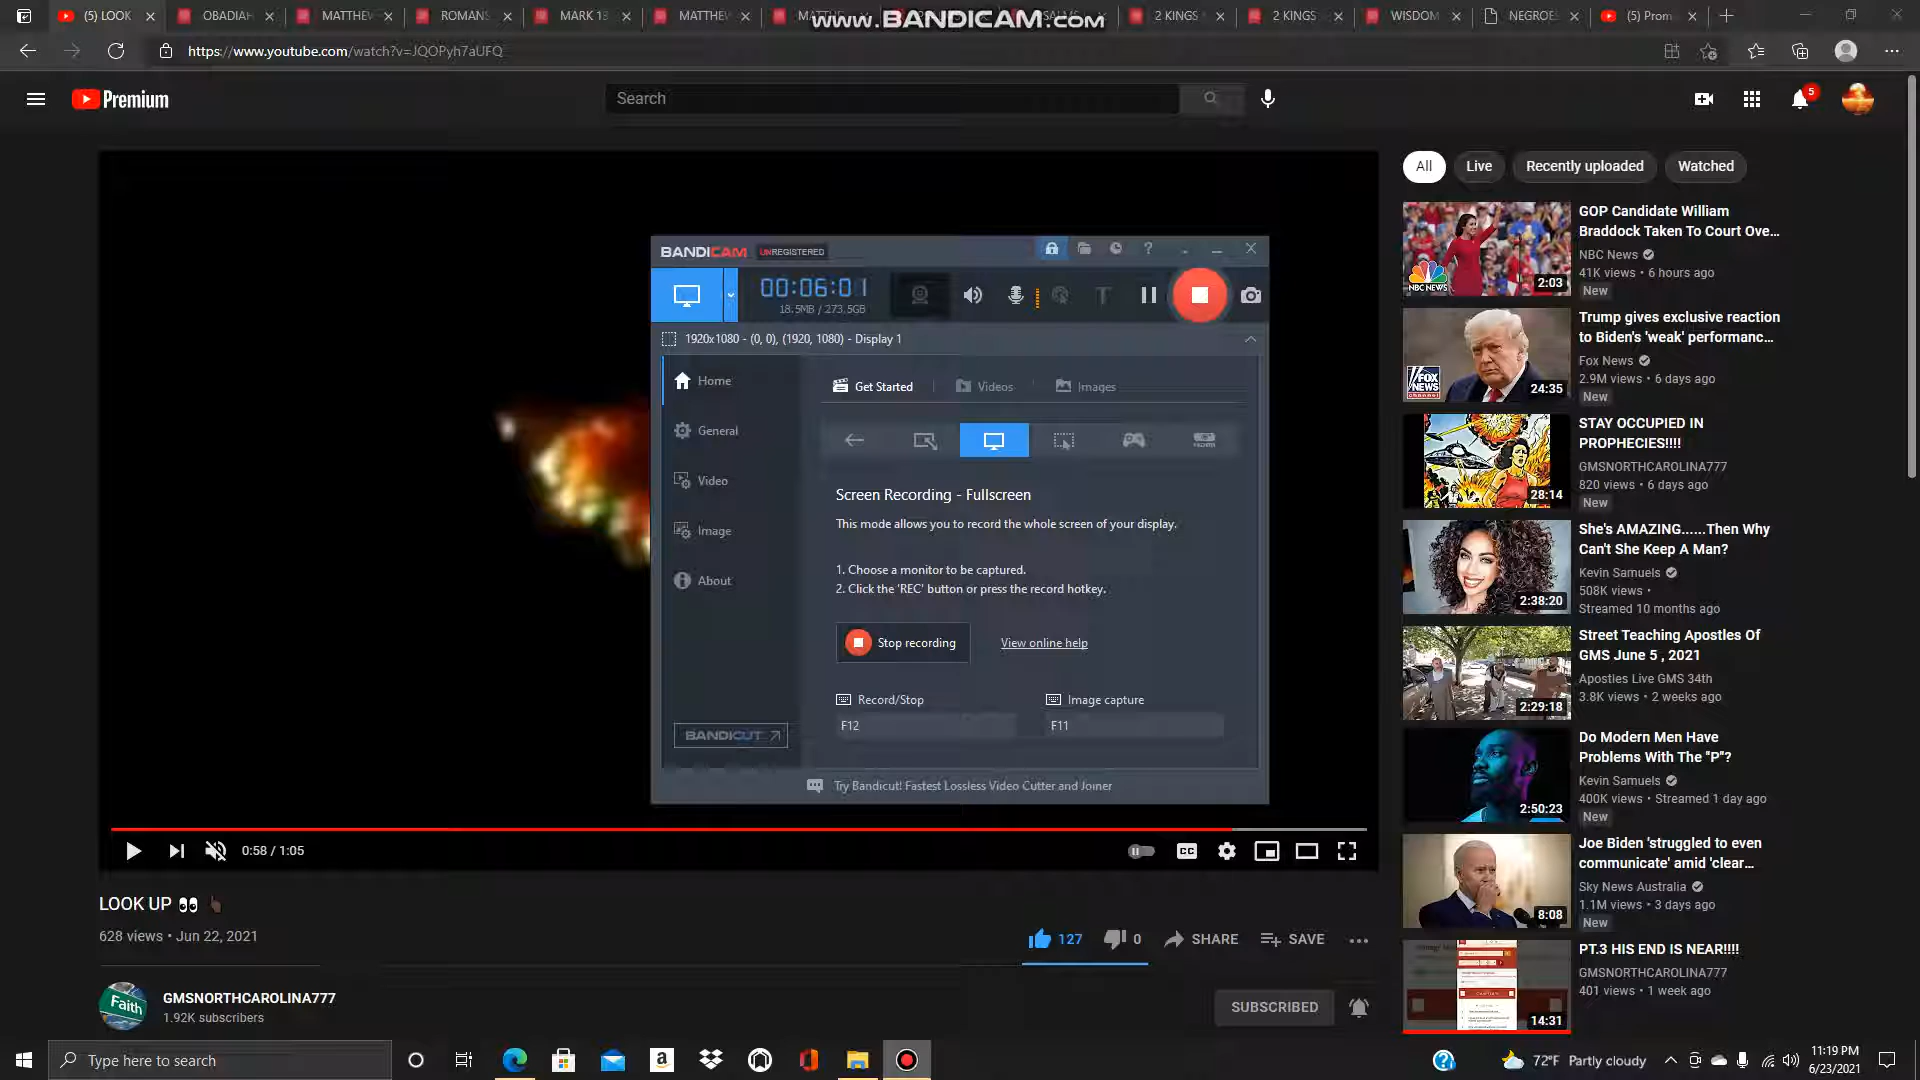 (5) LOOK
OBADIAH
MATTHEW
ROMANS
MARK 13
MATTHEW
2 KINGS
2 KINGS
WISDOM
NEGROES
(5) Prom
www.BANDICAM.com
https://www.youtube.com/watch?v=JQOPyh7aUFQ
Premium
Search
5
All
Live
Recently uploaded
Watched
BANDICAM
UNREGISTERED
?
00:06:01
18.5MB / 273.5GB
1920x1080 - (0, 0), (1920, 1080) - Display 1
Home
General
Video
Image
About
Get Started
Videos
Images
Screen Recording - Fullscreen
This mode allows you to record the whole screen of your display.
1. Choose a monitor to be captured.
2. Click the 'REC' button or press the record hotkey.
Stop recording
View online help
Record/Stop
F12
Image capture
F11
BANDICUT
Try Bandicut! Fastest Lossless Video Cutter and Joiner
0:58 / 1:05
CC
LOOK UP 👀 👆🏿
628 views • Jun 22, 2021
127
0
SHARE
SAVE
Faith
GMSNORTHCAROLINA777
1.92K subscribers
SUBSCRIBED
GOP Candidate William
Braddock Taken To Court Ove...
NBC News
41K views • 6 hours ago
New
NBC NEWS
2:03
Trump gives exclusive reaction
to Biden's 'weak' performanc...
Fox News
2.9M views • 6 days ago
New
FOX
NEWS
channel
24:35
STAY OCCUPIED IN
PROPHECIES!!!!
GMSNORTHCAROLINA777
820 views • 6 days ago
New
28:14
She's AMAZING......Then Why
Can't She Keep A Man?
Kevin Samuels
508K views •
Streamed 10 months ago
2:38:20
Street Teaching Apostles Of
GMS June 5 , 2021
Apostles Live GMS 34th
3.8K views • 2 weeks ago
2:29:18
Do Modern Men Have
Problems With The "P"?
Kevin Samuels
400K views • Streamed 1 day ago
New
2:50:23
Joe Biden 'struggled to even
communicate' amid 'clear...
Sky News Australia
1.1M views • 3 days ago
New
8:08
PT.3 HIS END IS NEAR!!!!
GMSNORTHCAROLINA777
401 views • 1 week ago
14:31
Type here to search
72°F Partly cloudy
11:19 PM
6/23/2021